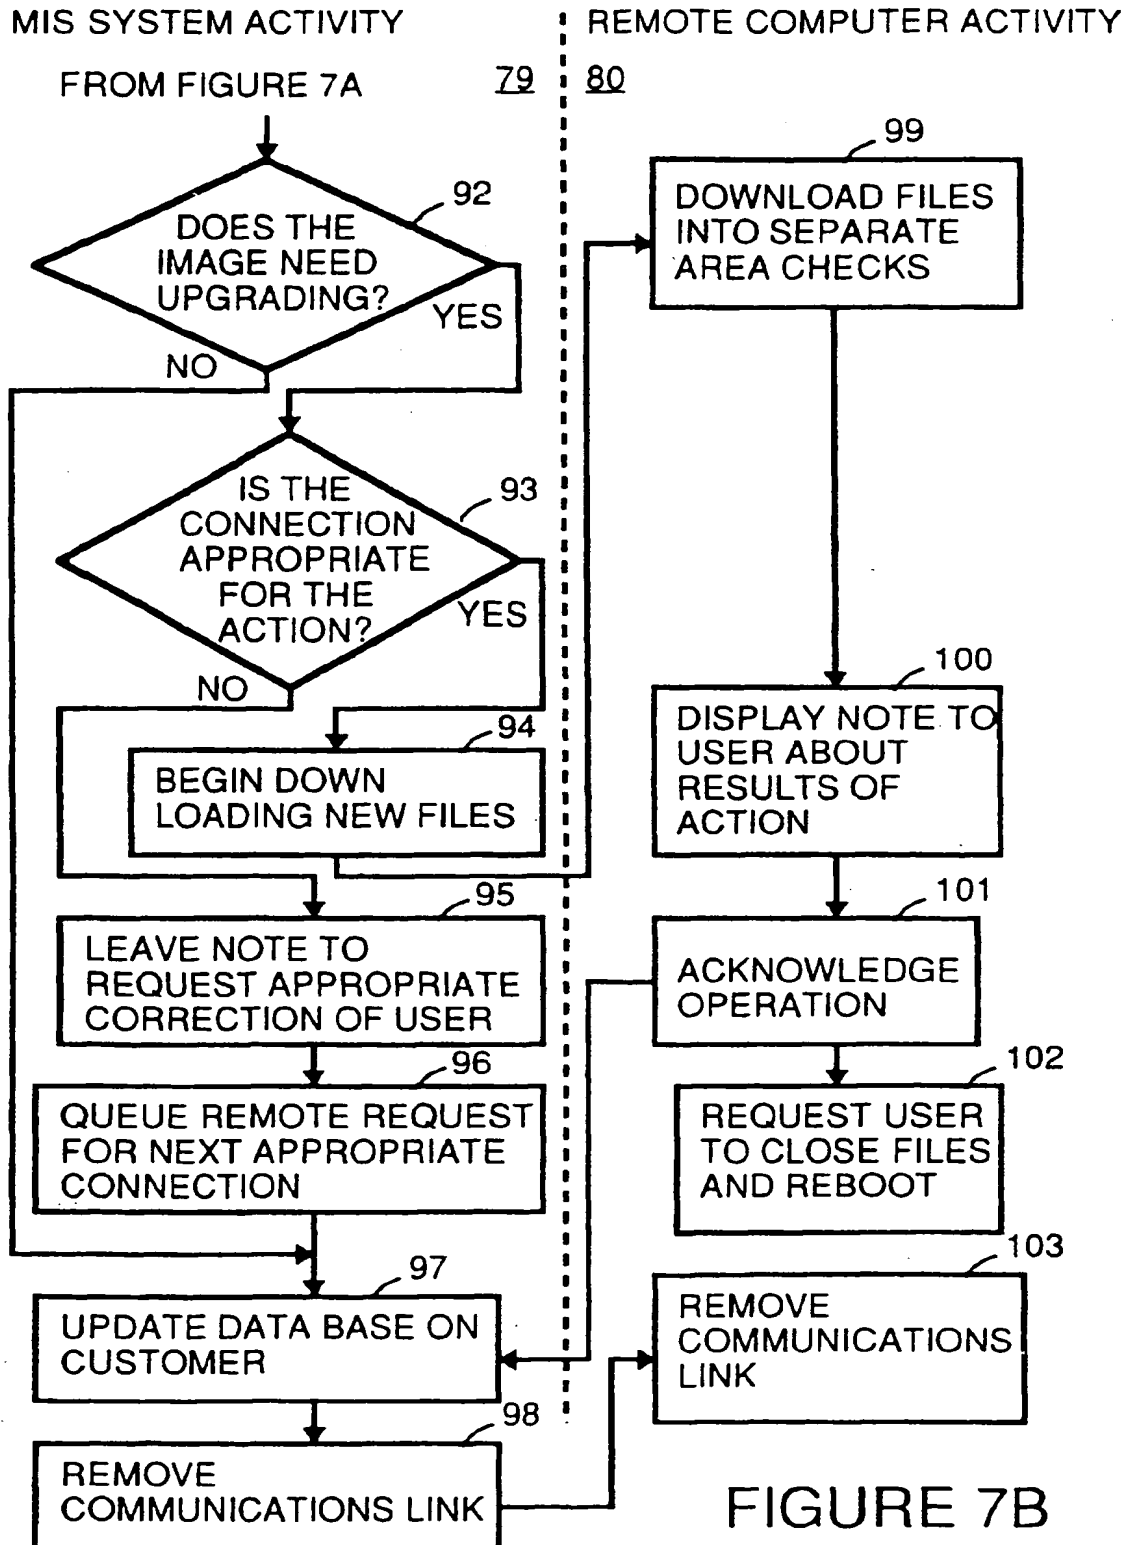 MIS SYSTEM ACTIVITY
REMOTE COMPUTER ACTIVITY
FROM FIGURE 7A
79
80
92
DOES THE
IMAGE NEED
UPGRADING?
YES
NO
93
IS THE
CONNECTION
APPROPRIATE
FOR THE
ACTION?
YES
NO
94
BEGIN DOWN
LOADING NEW FILES
95
LEAVE NOTE TO
REQUEST APPROPRIATE
CORRECTION OF USER
96
QUEUE REMOTE REQUEST
FOR NEXT APPROPRIATE
CONNECTION
97
UPDATE DATA BASE ON
CUSTOMER
98
REMOVE
COMMUNICATIONS LINK
99
DOWNLOAD FILES
INTO SEPARATE
AREA CHECKS
100
DISPLAY NOTE TO
USER ABOUT
RESULTS OF
ACTION
101
ACKNOWLEDGE
OPERATION
102
REQUEST USER
TO CLOSE FILES
AND REBOOT
103
REMOVE
COMMUNICATIONS
LINK
FIGURE 7B